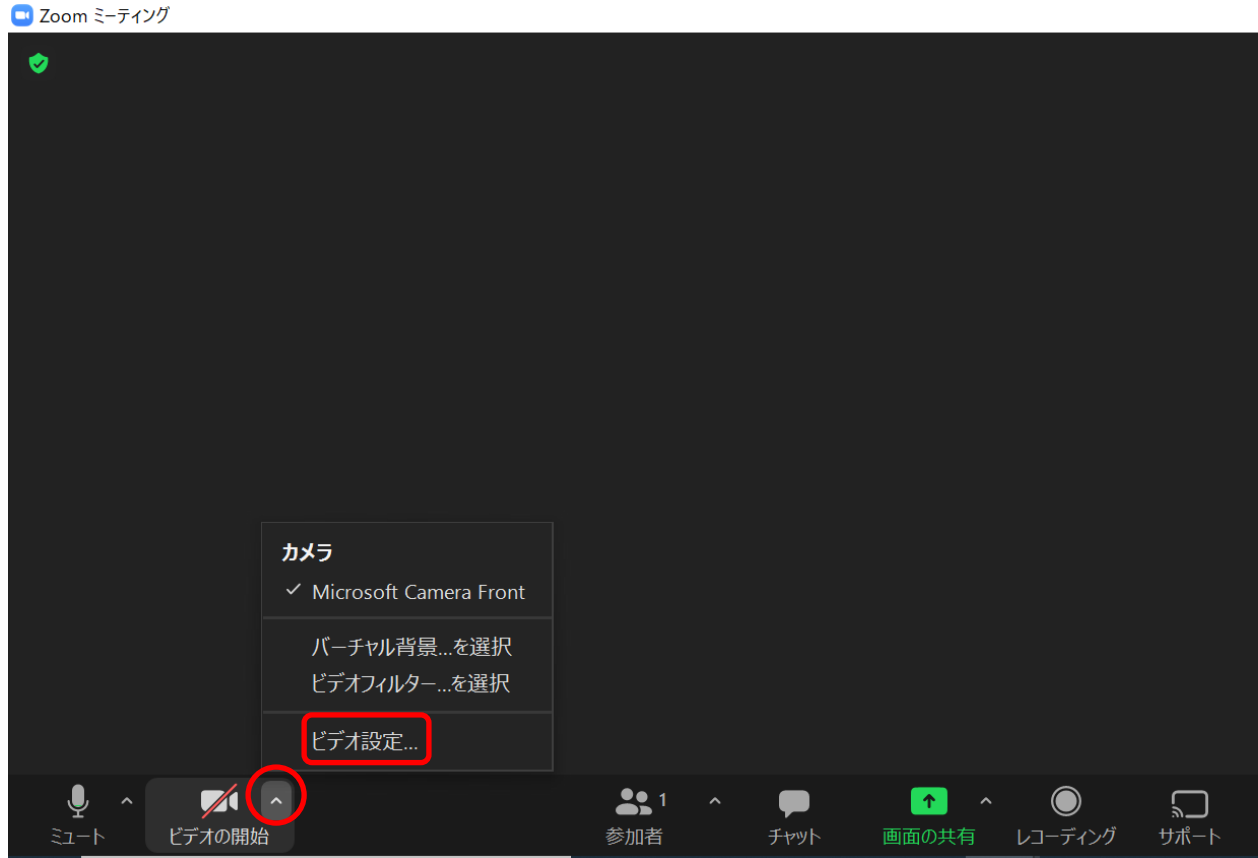 Zoom ミーティング
カメラ
Microsoft Camera Front
バーチャル背景...を選択
ビデオフィルター...を選択
ビデオ設定...
ミュート
ビデオの開始
1
参加者
チャット
画面の共有
レコーディング
サポート